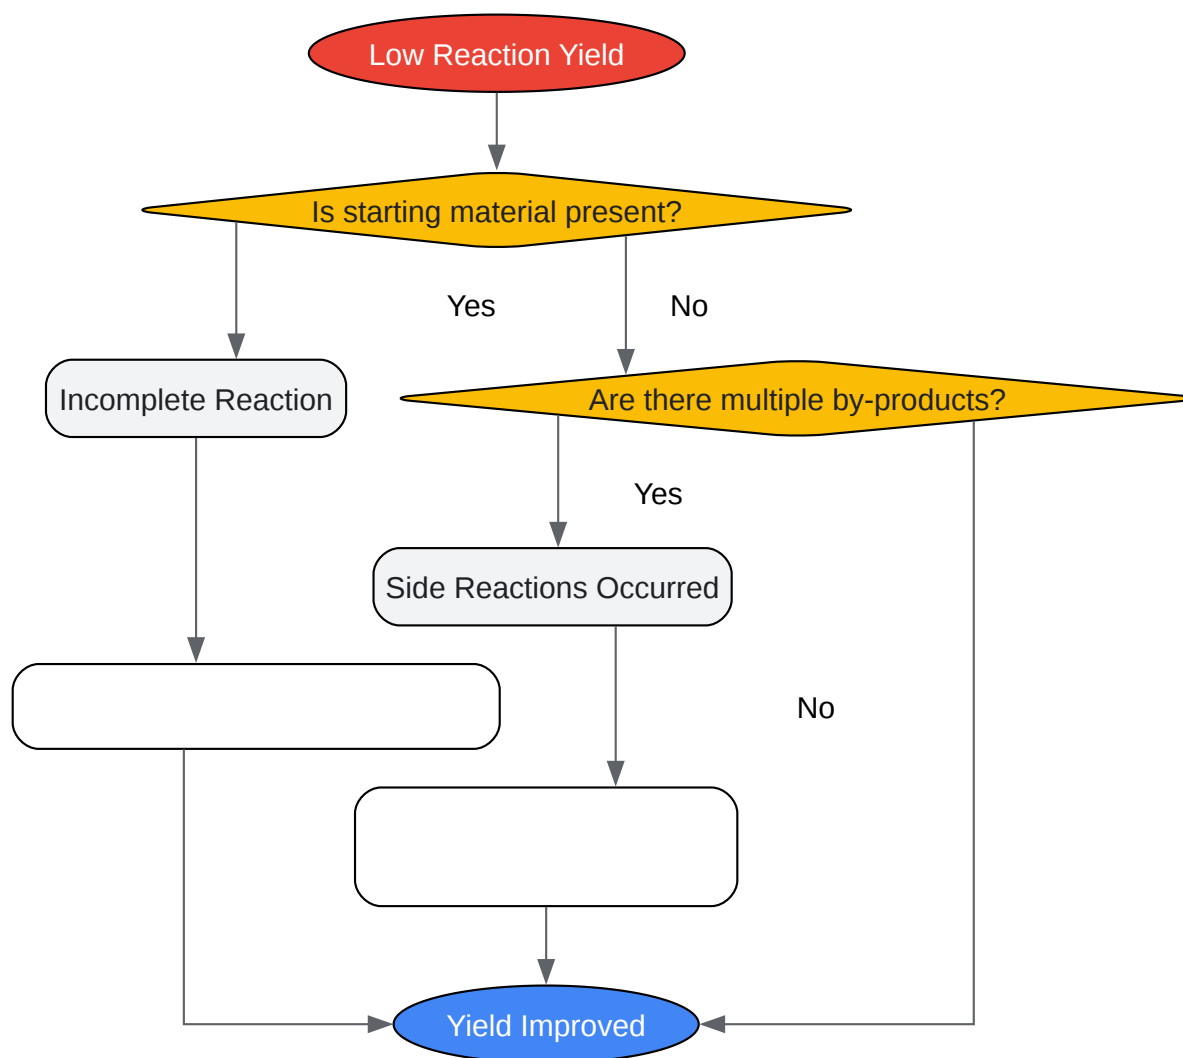 Low Reaction Yield
Is starting material present?
Yes
No
Incomplete Reaction
Are there multiple by-products?
Yes
Side Reactions Occurred
No
Yield Improved